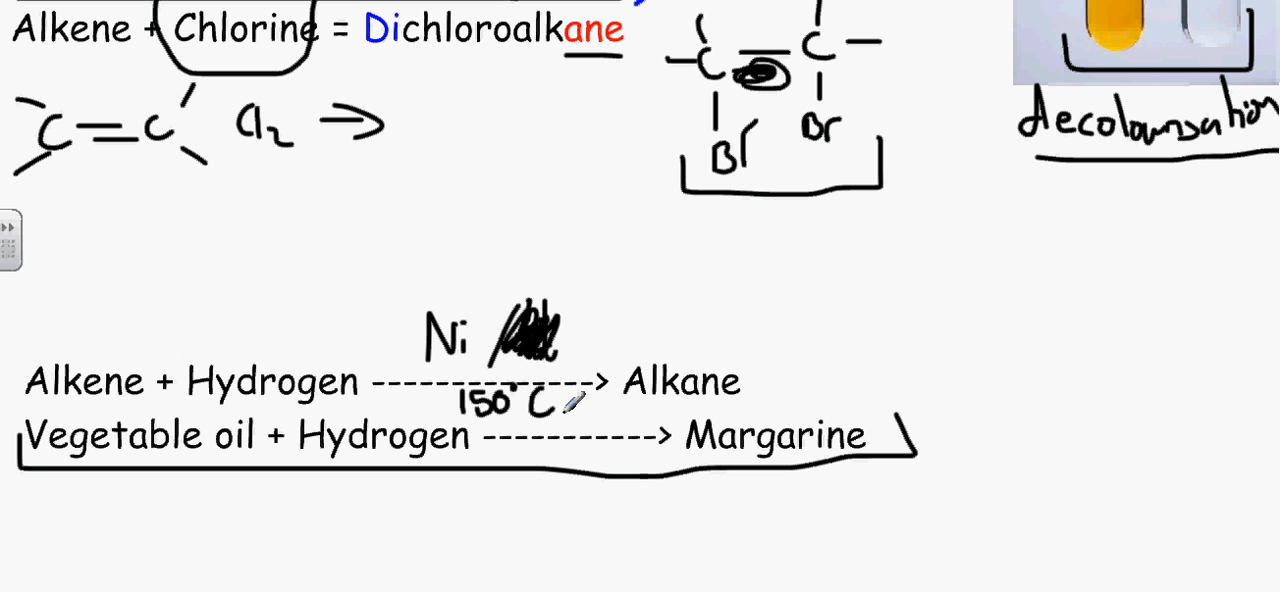 Alkene + Chlorine = Dichloroalkane
C = C Cl2 →
C – C
Br Br
decolourisation
Ni
Alkene + Hydrogen -------------> Alkane
150°C
Vegetable oil + Hydrogen -----------> Margarine